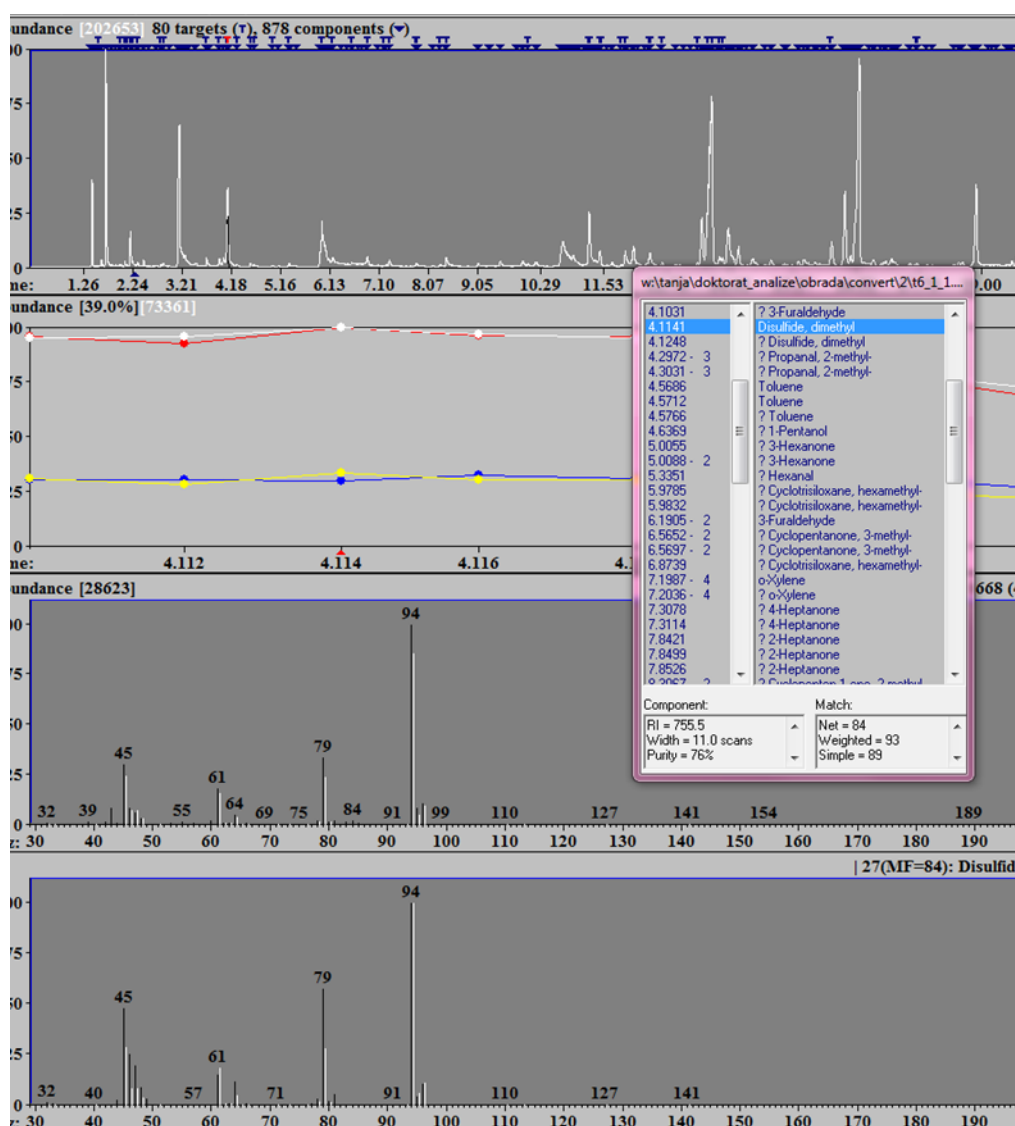 undance [202653] 80 targets (T), 878 components (▼)
00
75
50
25
0
me: 1.26 2.24 3.21 4.18 5.16 6.13 7.10 8.07 9.05 10.29 11.53 0.00
undance [39.0%][73361]
00
75
50
25
0
me: 4.112 4.114 4.116 4.1
w:\tanja\doktorat_analize\obrada\convert\2\t6_1_1....
4.1031 ? 3-Furaldehyde
4.1141 Disulfide, dimethyl
4.1248 ? Disulfide, dimethyl
4.2972 - 3 ? Propanal, 2-methyl-
4.3031 - 3 ? Propanal, 2-methyl-
4.5686 Toluene
4.5712 Toluene
4.5766 ? Toluene
4.6369 ? 1-Pentanol
5.0055 ? 3-Hexanone
5.0088 - 2 ? 3-Hexanone
5.3351 ? Hexanal
5.9785 ? Cyclotrisiloxane, hexamethyl-
5.9832 ? Cyclotrisiloxane, hexamethyl-
6.1905 - 2 3-Furaldehyde
6.5652 - 2 ? Cyclopentanone, 3-methyl-
6.5697 - 2 ? Cyclopentanone, 3-methyl-
6.8739 ? Cyclotrisiloxane, hexamethyl-
7.1987 - 4 o-Xylene
7.2036 - 4 ? o-Xylene
7.3078 ? 4-Heptanone
7.3114 ? 4-Heptanone
7.8421 ? 2-Heptanone
7.8499 ? 2-Heptanone
7.8526 ? 2-Heptanone
Component: Match:
RI = 755.5 Net = 84
Width = 11.0 scans Weighted = 93
Purity = 76% Simple = 89
undance [28623] 668 (4
00
75
50
25
0
94
79
45
61
64
32 39 55 69 75 84 91 99 110 127 141 154 189
z: 30 40 50 60 70 80 90 100 110 120 130 140 150 160 170 180 190
| 27(MF=84): Disulfid
00
75
50
25
0
94
79
45
61
32 40 57 71 91 110 127 141
30 40 50 60 70 80 90 100 110 120 130 140 150 160 170 180 190